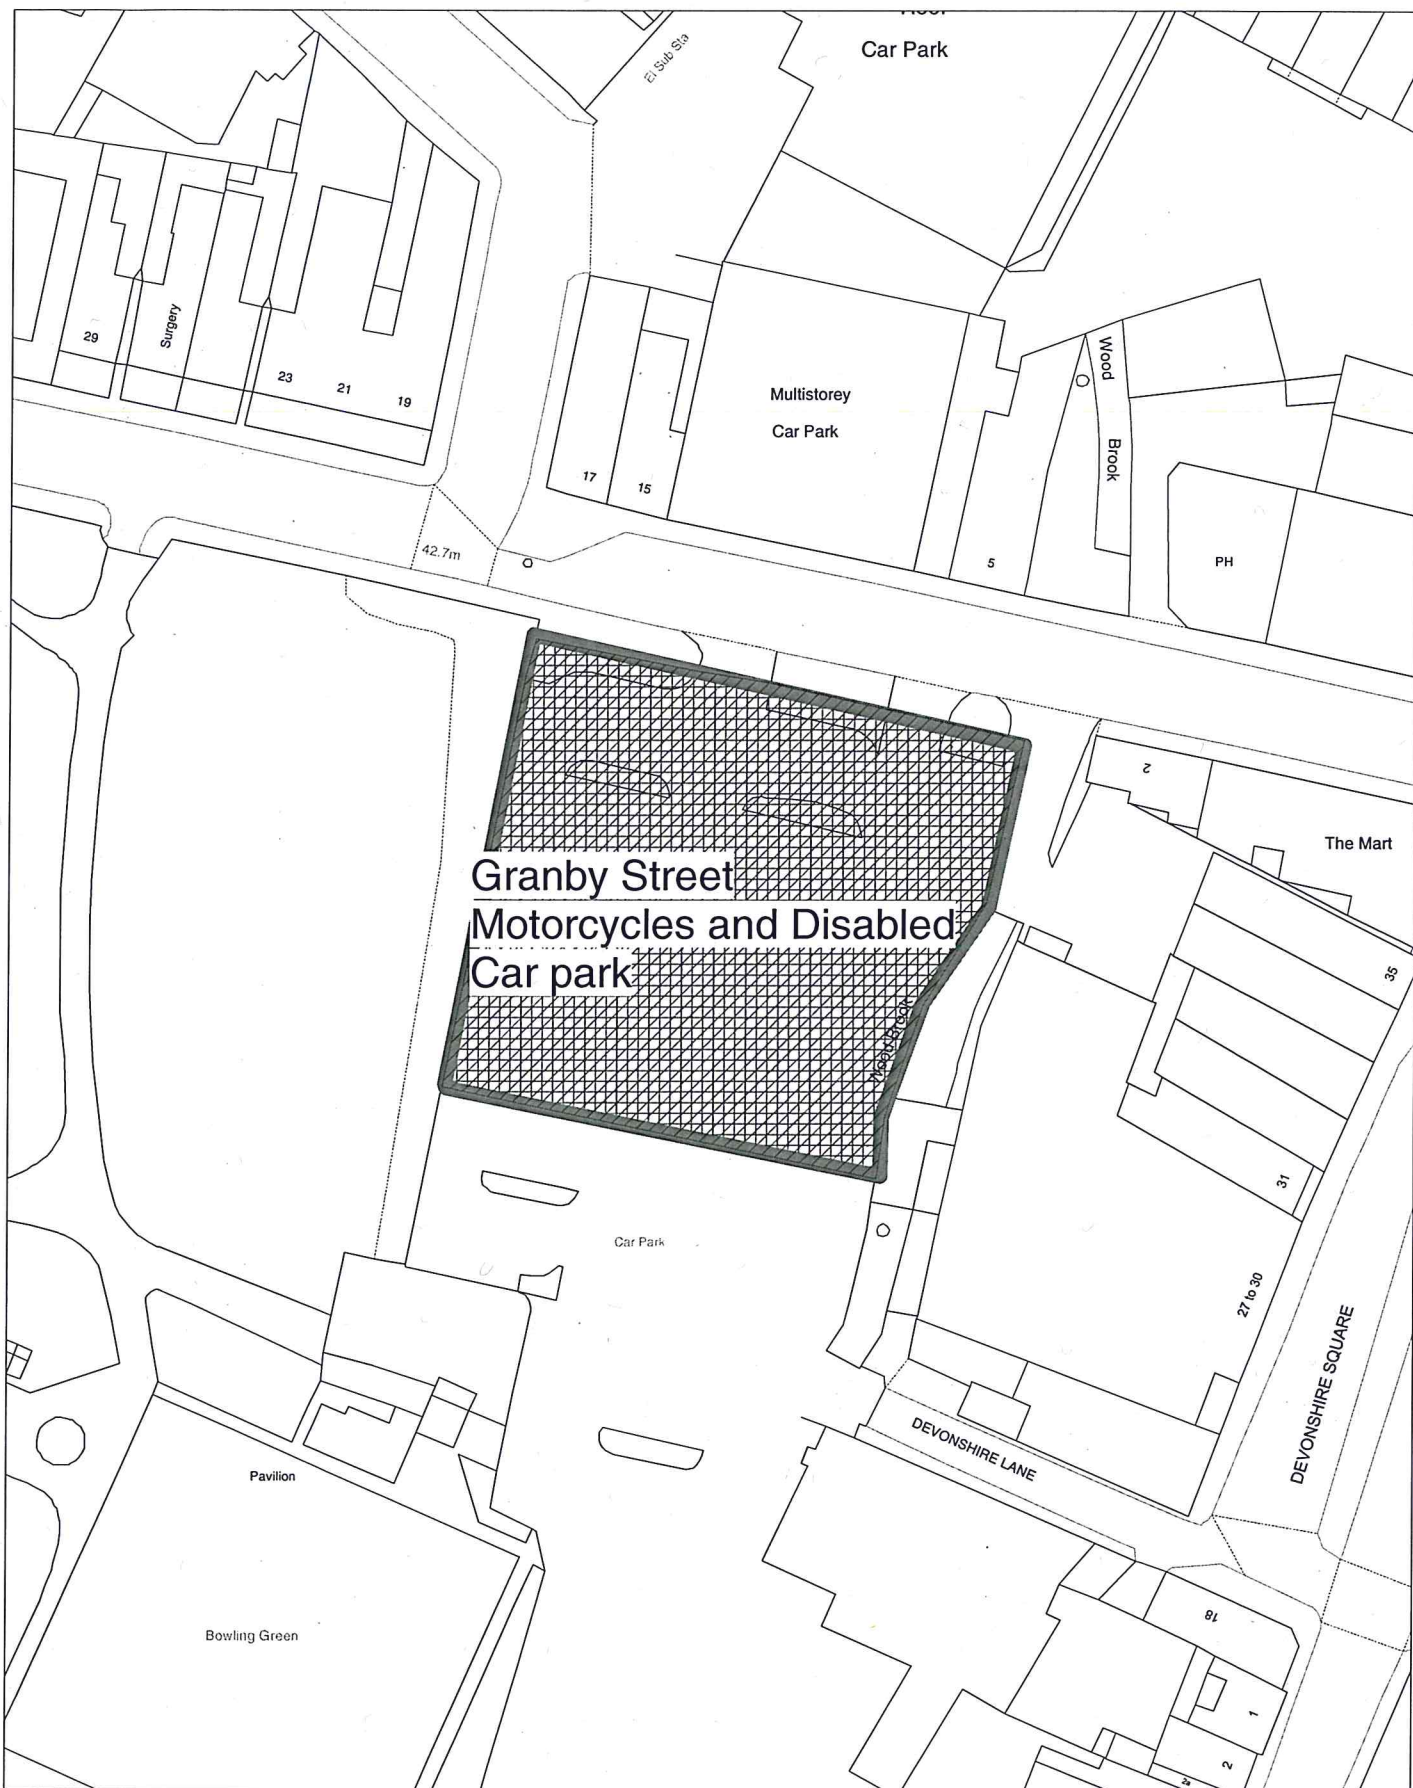 Car Park
El Sub Sta
29
Surgery
23
21
19
17
15
Multistorey
Car Park
Wood
Brook
5
PH
42.7m
2
The Mart
Granby Street
Motorcycles and Disabled
Car park
Wood Brook
35
31
27 to 30
Car Park
DEVONSHIRE SQUARE
DEVONSHIRE LANE
Pavilion
Bowling Green
18
1
2
2a